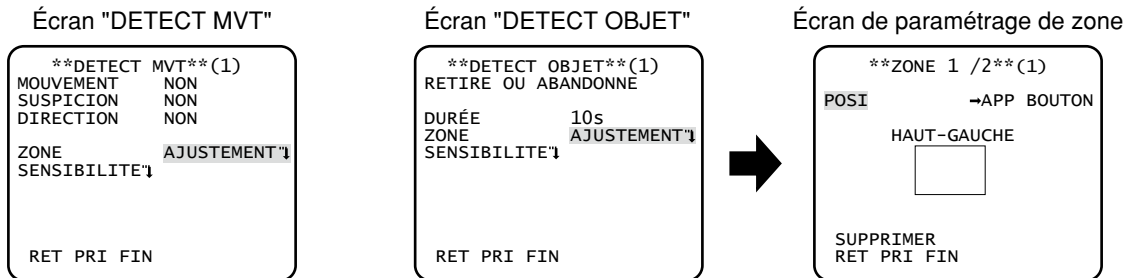 Écran "DETECT MVT"
**DETECT MVT**(1)
MOUVEMENT NON
SUSPICION NON
DIRECTION NON
ZONE AJUSTEMENT
SENSIBILITE
RET PRI FIN
Écran "DETECT OBJET"
**DETECT OBJET**(1)
RETIRE OU ABANDONNE
DURÉE 10s
ZONE AJUSTEMENT
SENSIBILITE
RET PRI FIN
Écran de paramétrage de zone
**ZONE 1 /2**(1)
POSI →APP BOUTON
HAUT-GAUCHE
SUPPRIMER
RET PRI FIN